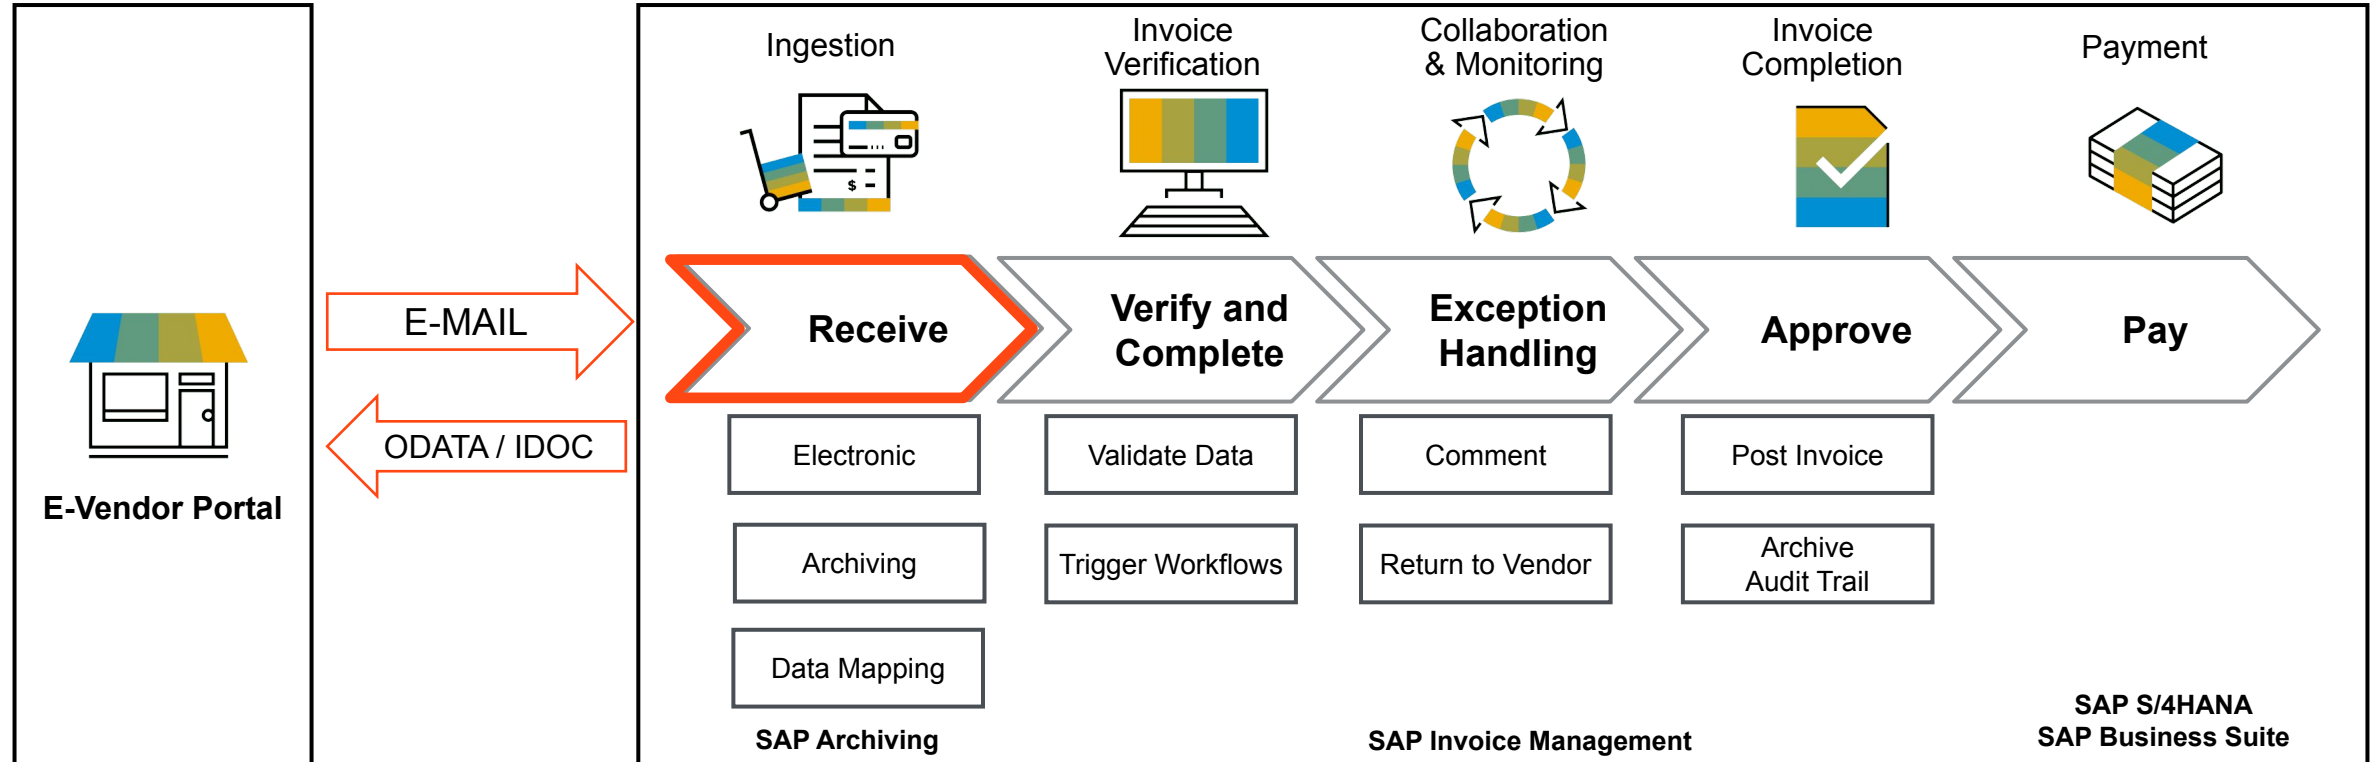 E-Vendor Portal
E-MAIL
ODATA / IDOC
Ingestion
Invoice
Verification
Collaboration
& Monitoring
Invoice
Completion
Payment
$
Receive
Verify and
Complete
Exception
Handling
Approve
Pay
Electronic
Archiving
Data Mapping
Validate Data
Trigger Workflows
Comment
Return to Vendor
Post Invoice
Archive
Audit Trail
SAP Archiving
SAP Invoice Management
SAP S/4HANA
SAP Business Suite